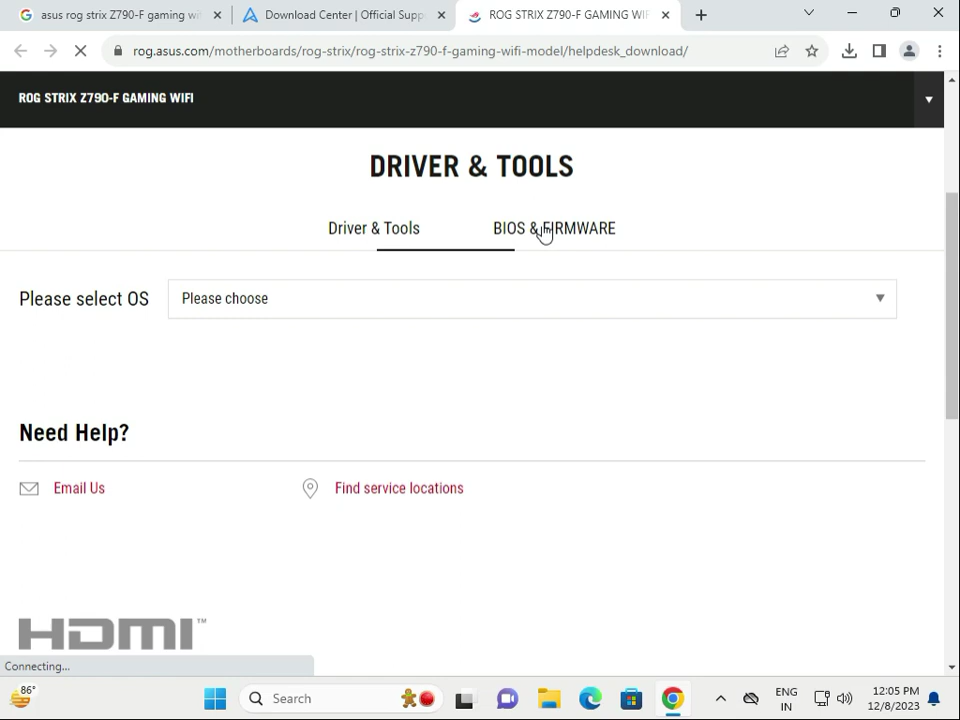 asus rog strix Z790-F gaming wi
Download Center | Official Supp
ROG STRIX Z790-F GAMING WIF
rog.asus.com/motherboards/rog-strix/rog-strix-z790-f-gaming-wifi-model/helpdesk_download/
ROG STRIX Z790-F GAMING WIFI
DRIVER & TOOLS
Driver & Tools
BIOS & FIRMWARE
Please select OS
Please choose
Need Help?
Email Us
Find service locations
HDMI™
Connecting...
86°
Search
ENG
IN
12:05 PM
12/8/2023